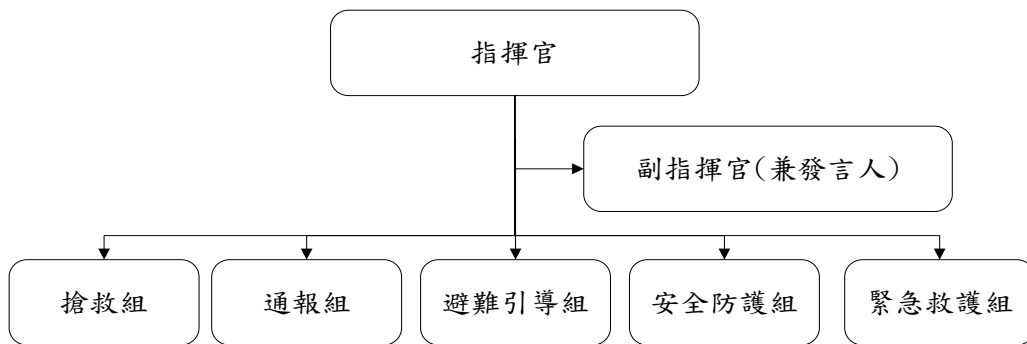 指揮官
副指揮官(兼發言人)
搶救組
通報組
避難引導組
安全防護組
緊急救護組